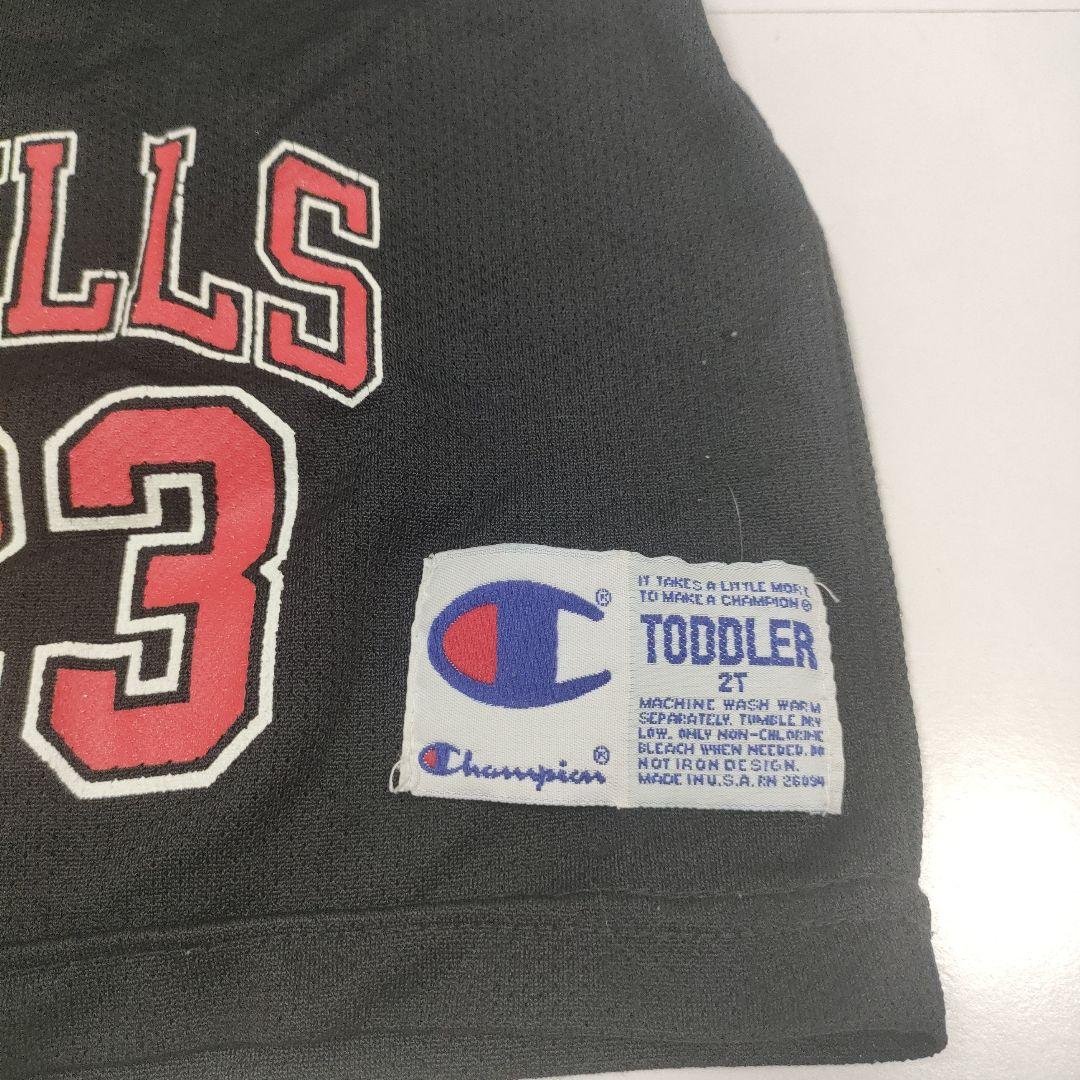 ULLS
23
IT TAKES A LITTLE MORE
TO MAKE A CHAMPION ®
TODDLER
2T
MACHINE WASH WARM
SEPARATELY. TUMBLE DRY
LOW. ONLY NON-CHLORINE
BLEACH WHEN NEEDED. DO
NOT IRON DESIGN.
MADE IN U.S.A. RN 26094
®
Champion ®